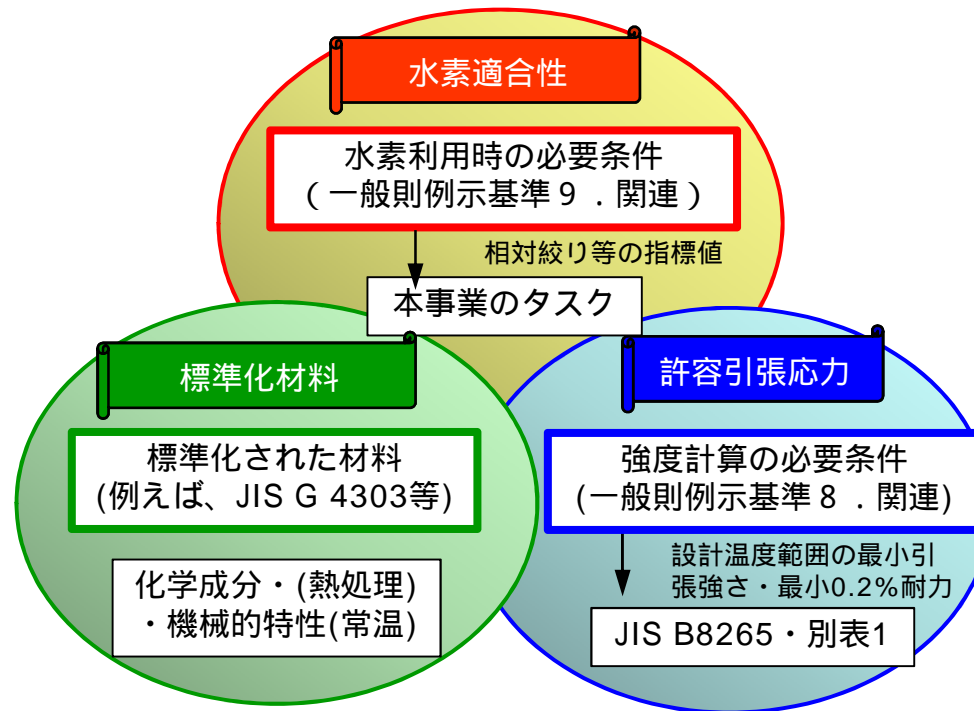 水素適合性
水素利用時の必要条件
(一般則例示基準9．関連)
相対絞り等の指標値
本事業のタスク
標準化材料
標準化された材料
(例えば、JIS G 4303等)
化学成分・(熱処理)
・機械的特性(常温)
許容引張応力
強度計算の必要条件
(一般則例示基準8．関連)
設計温度範囲の最小引
張強さ・最小0.2%耐力
JIS B8265・別表1